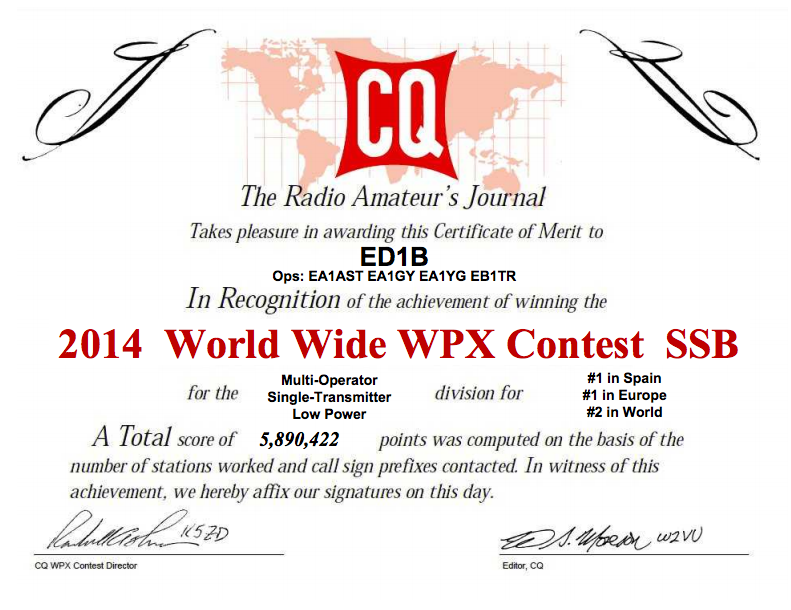 CQ
The Radio Amateur's Journal
Takes pleasure in awarding this Certificate of Merit to
ED1B
Ops: EA1AST EA1GY EA1YG EB1TR
In Recognition of the achievement of winning the
2014 World Wide WPX Contest SSB
for the
Multi-Operator
Single-Transmitter
Low Power
division for
#1 in Spain
#1 in Europe
#2 in World
A Total score of 5,890,422 points was computed on the basis of the
number of stations worked and call sign prefixes contacted. In witness of this
achievement, we hereby affix our signatures on this day.
K5ZD
W2VU
CQ WPX Contest Director
Editor, CQ